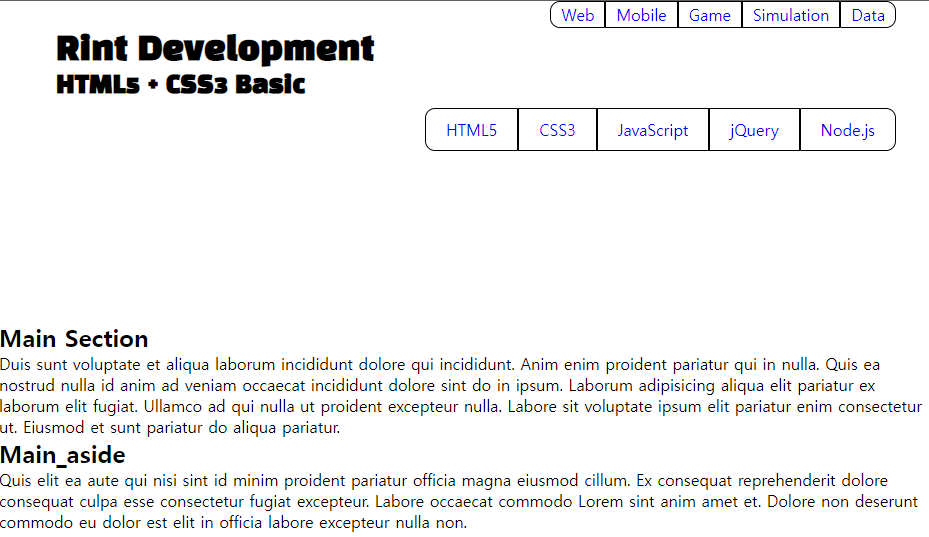 Web Mobile Game Simulation Data
Rint Development
HTML5 + CSS3 Basic
HTML5 CSS3 JavaScript jQuery Node.js
Main Section
Duis sunt voluptate et aliqua laborum incididunt dolore qui incididunt. Anim enim proident pariatur qui in nulla. Quis ea
nostrud nulla id anim ad veniam occaecat incididunt dolore sint do in ipsum. Laborum adipisicing aliqua elit pariatur ex
laborum elit fugiat. Ullamco ad qui nulla ut proident excepteur nulla. Labore sit voluptate ipsum elit pariatur enim consectetur
ut. Eiusmod et sunt pariatur do aliqua pariatur.
Main_aside
Quis elit ea aute qui nisi sint id minim proident pariatur officia magna eiusmod cillum. Ex consequat reprehenderit dolore
consequat culpa esse consectetur fugiat excepteur. Labore occaecat commodo Lorem sint anim amet et. Dolore non deserunt
commodo eu dolor est elit in officia labore excepteur nulla non.